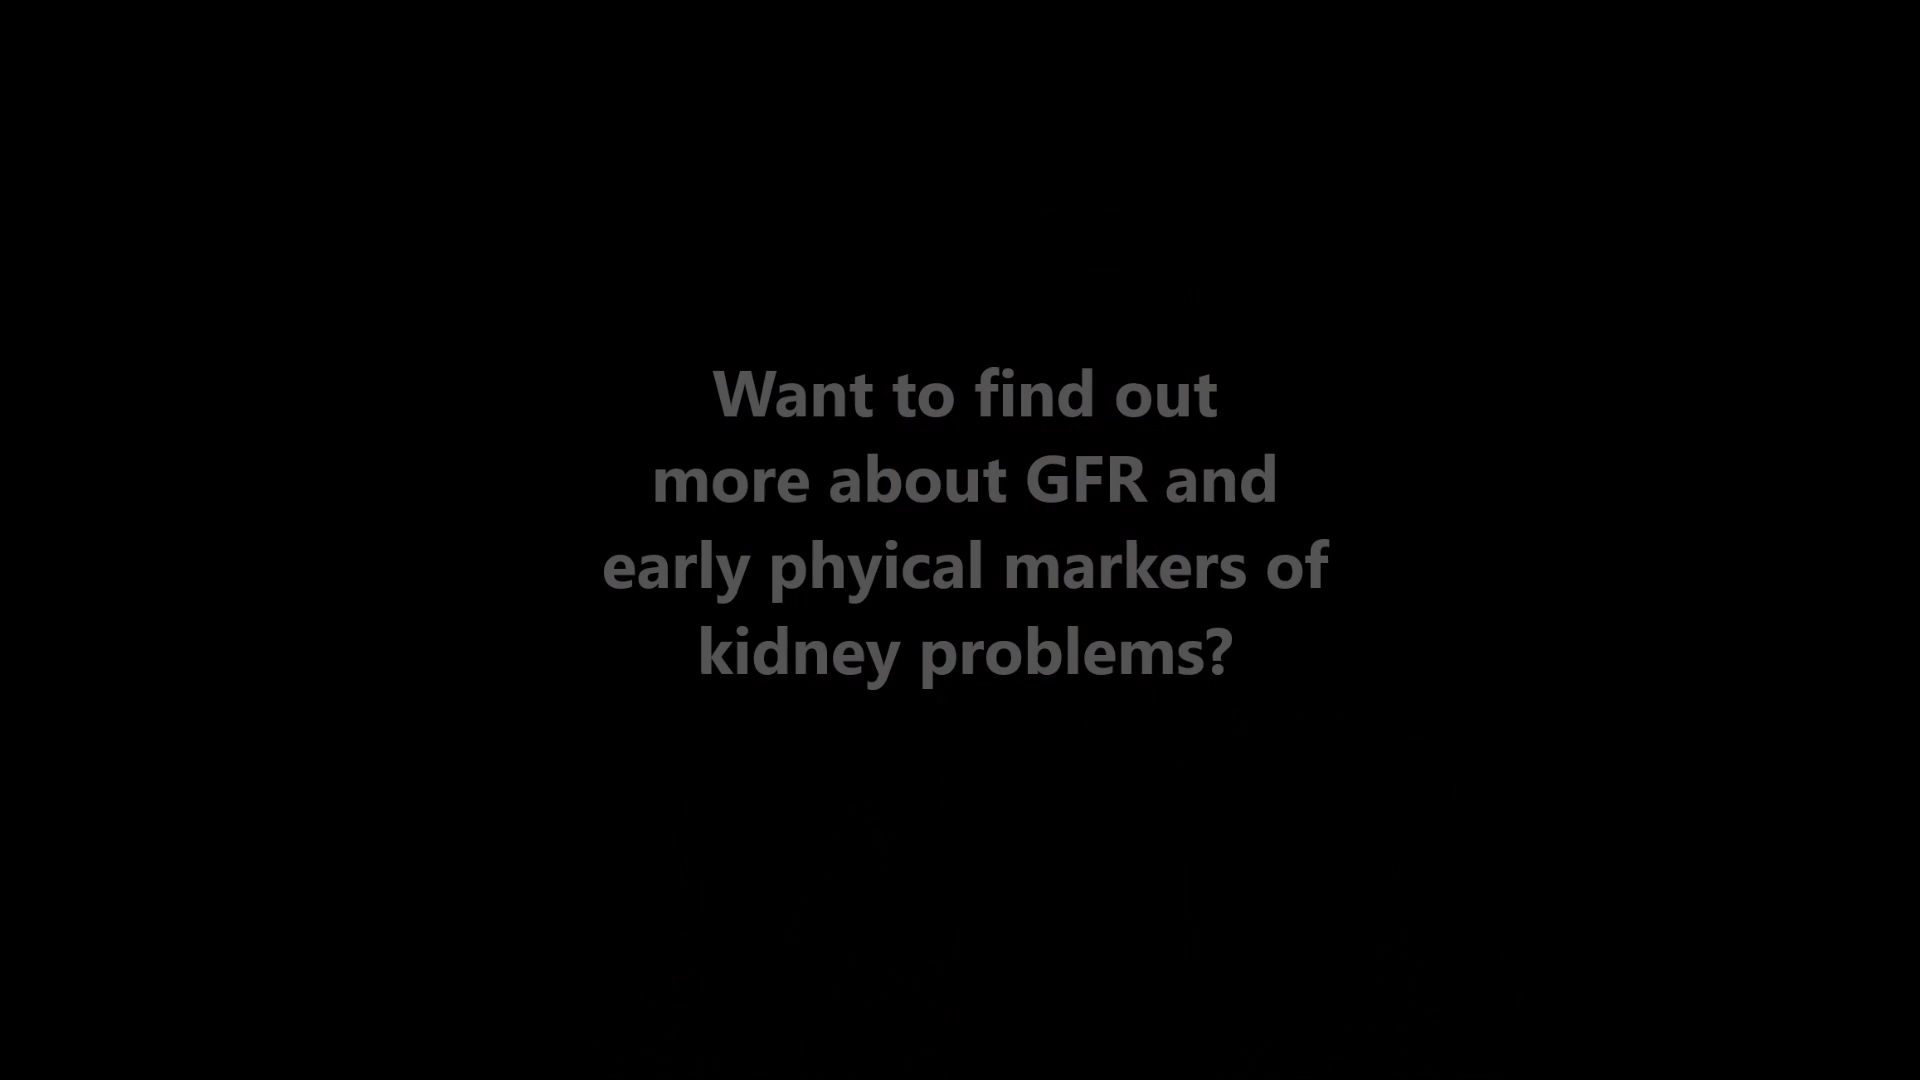 Want to find out
more about GFR and
early phyical markers of
kidney problems?